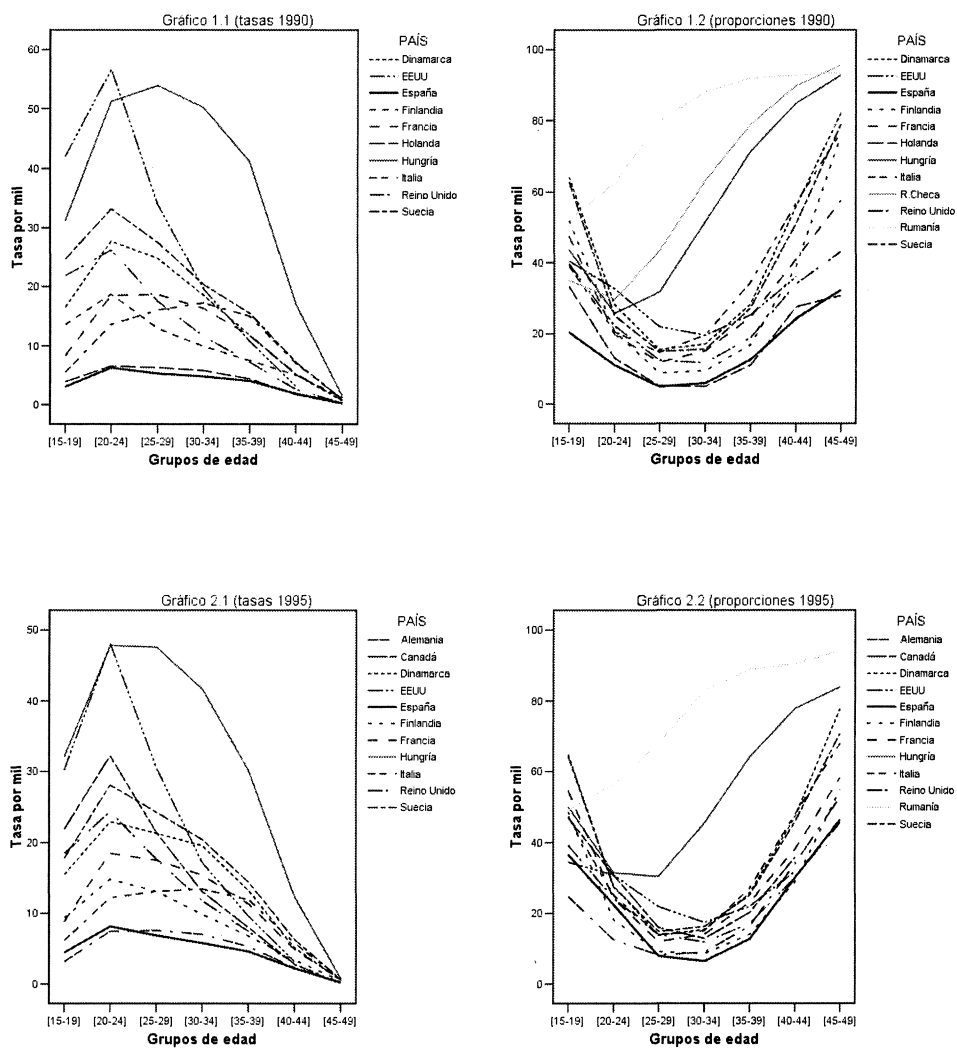 Gráfico 1.1 (tasas 1990)
Tasa por mil
60
50
40
30
20
10
0
[15-19] [20-24] [25-29] [30-34] [35-39] [40-44] [45-49]
Grupos de edad
PAÍS
Dinamarca
EEUU
España
Finlandia
Francia
Holanda
Hungría
Italia
Reino Unido
Suecia
Gráfico 1.2 (proporciones 1990)
Tasa por mil
100
80
60
40
20
0
[15-19] [20-24] [25-29] [30-34] [35-39] [40-44] [45-49]
Grupos de edad
PAÍS
Dinamarca
EEUU
España
Finlandia
Francia
Holanda
Hungría
Italia
R.Checa
Reino Unido
Rumanía
Suecia
Gráfico 2.1 (tasas 1995)
Tasa por mil
50
40
30
20
10
0
[15-19] [20-24] [25-29] [30-34] [35-39] [40-44] [45-49]
Grupos de edad
PAÍS
Alemania
Canadá
Dinamarca
EEUU
España
Finlandia
Francia
Hungría
Italia
Reino Unido
Suecia
Gráfico 2.2 (proporciones 1995)
Tasa por mil
100
80
60
40
20
0
[15-19] [20-24] [25-29] [30-34] [35-39] [40-44] [45-49]
Grupos de edad
PAÍS
Alemania
Canadá
Dinamarca
EEUU
España
Finlandia
Francia
Hungría
Italia
Reino Unido
Rumanía
Suecia